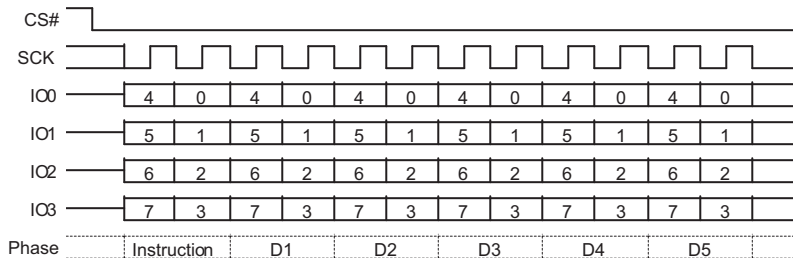 CS#
SCK
IO0 4 0 4 0 4 0 4 0 4 0 4 0
IO1 5 1 5 1 5 1 5 1 5 1 5 1
IO2 6 2 6 2 6 2 6 2 6 2 6 2
IO3 7 3 7 3 7 3 7 3 7 3 7 3
Phase Instruction D1 D2 D3 D4 D5